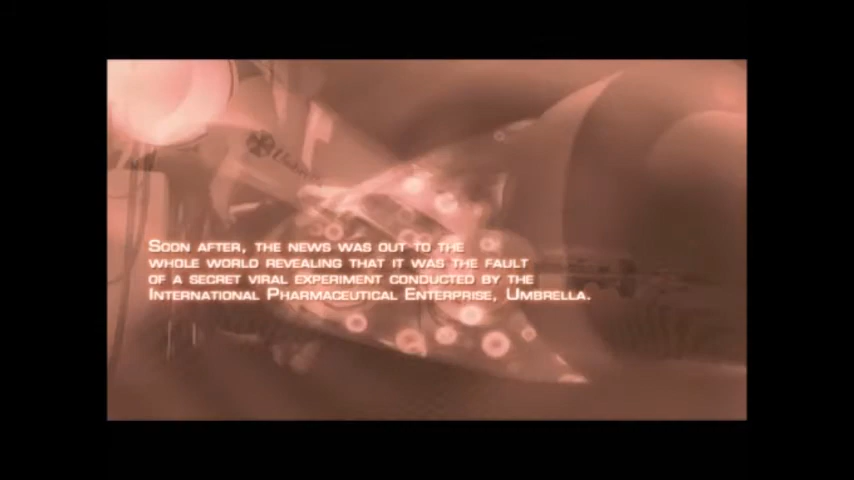 Soon after, the news was out to the
whole world revealing that it was the fault
of a secret viral experiment conducted by the
International Pharmaceutical Enterprise, Umbrella.